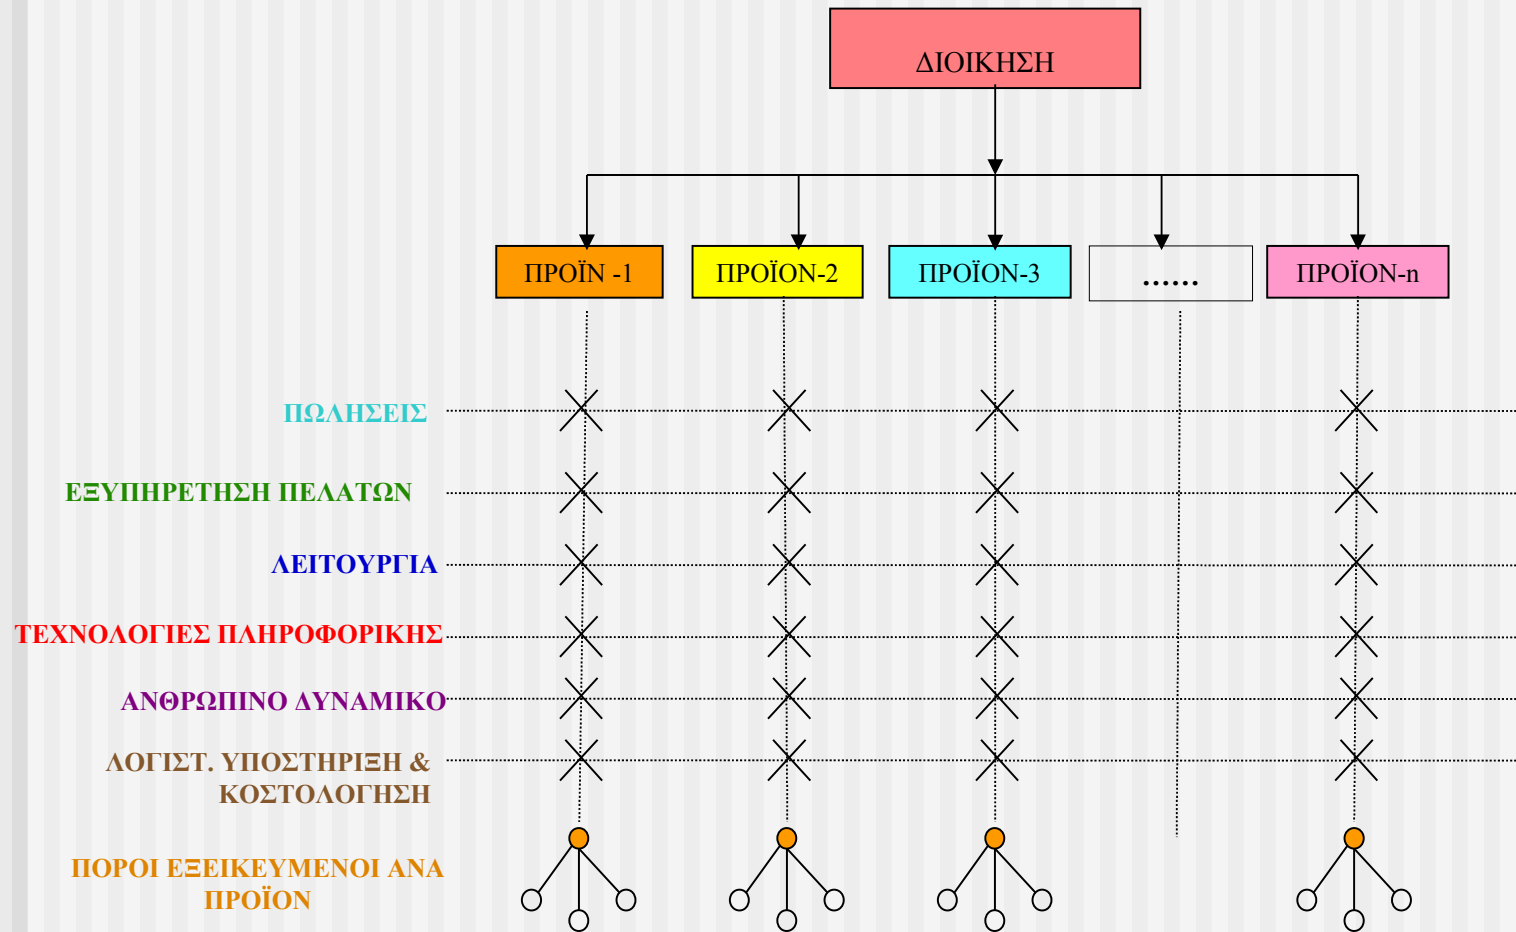 ΔΙΟΙΚΗΣΗ
ΠΡΟΪΝ -1
ΠΡΟΪΟΝ-2
ΠΡΟΪΟΝ-3
......
ΠΡΟΪΟΝ-n
ΠΩΛΗΣΕΙΣ
ΕΞΥΠΗΡΕΤΗΣΗ ΠΕΛΑΤΩΝ
ΛΕΙΤΟΥΡΓΙΑ
ΤΕΧΝΟΛΟΓΙΕΣ ΠΛΗΡΟΦΟΡΙΚΗΣ
ΑΝΘΡΩΠΙΝΟ ΔΥΝΑΜΙΚΟ
ΛΟΓΙΣΤ. ΥΠΟΣΤΗΡΙΞΗ &
ΚΟΣΤΟΛΟΓΗΣΗ
ΠΟΡΟΙ ΕΞΕΙΚΕΥΜΕΝΟΙ ΑΝΑ
ΠΡΟΪΟΝ